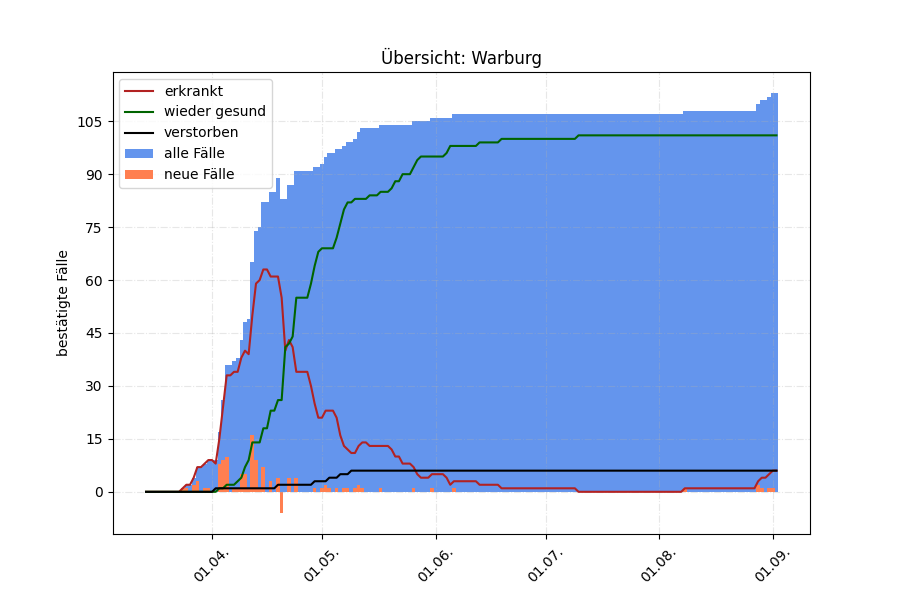 Übersicht: Warburg
erkrankt
wieder gesund
verstorben
alle Fälle
neue Fälle
bestätigte Fälle
105
90
75
60
45
30
15
0
01.04.
01.05.
01.06.
01.07.
01.08.
01.09.